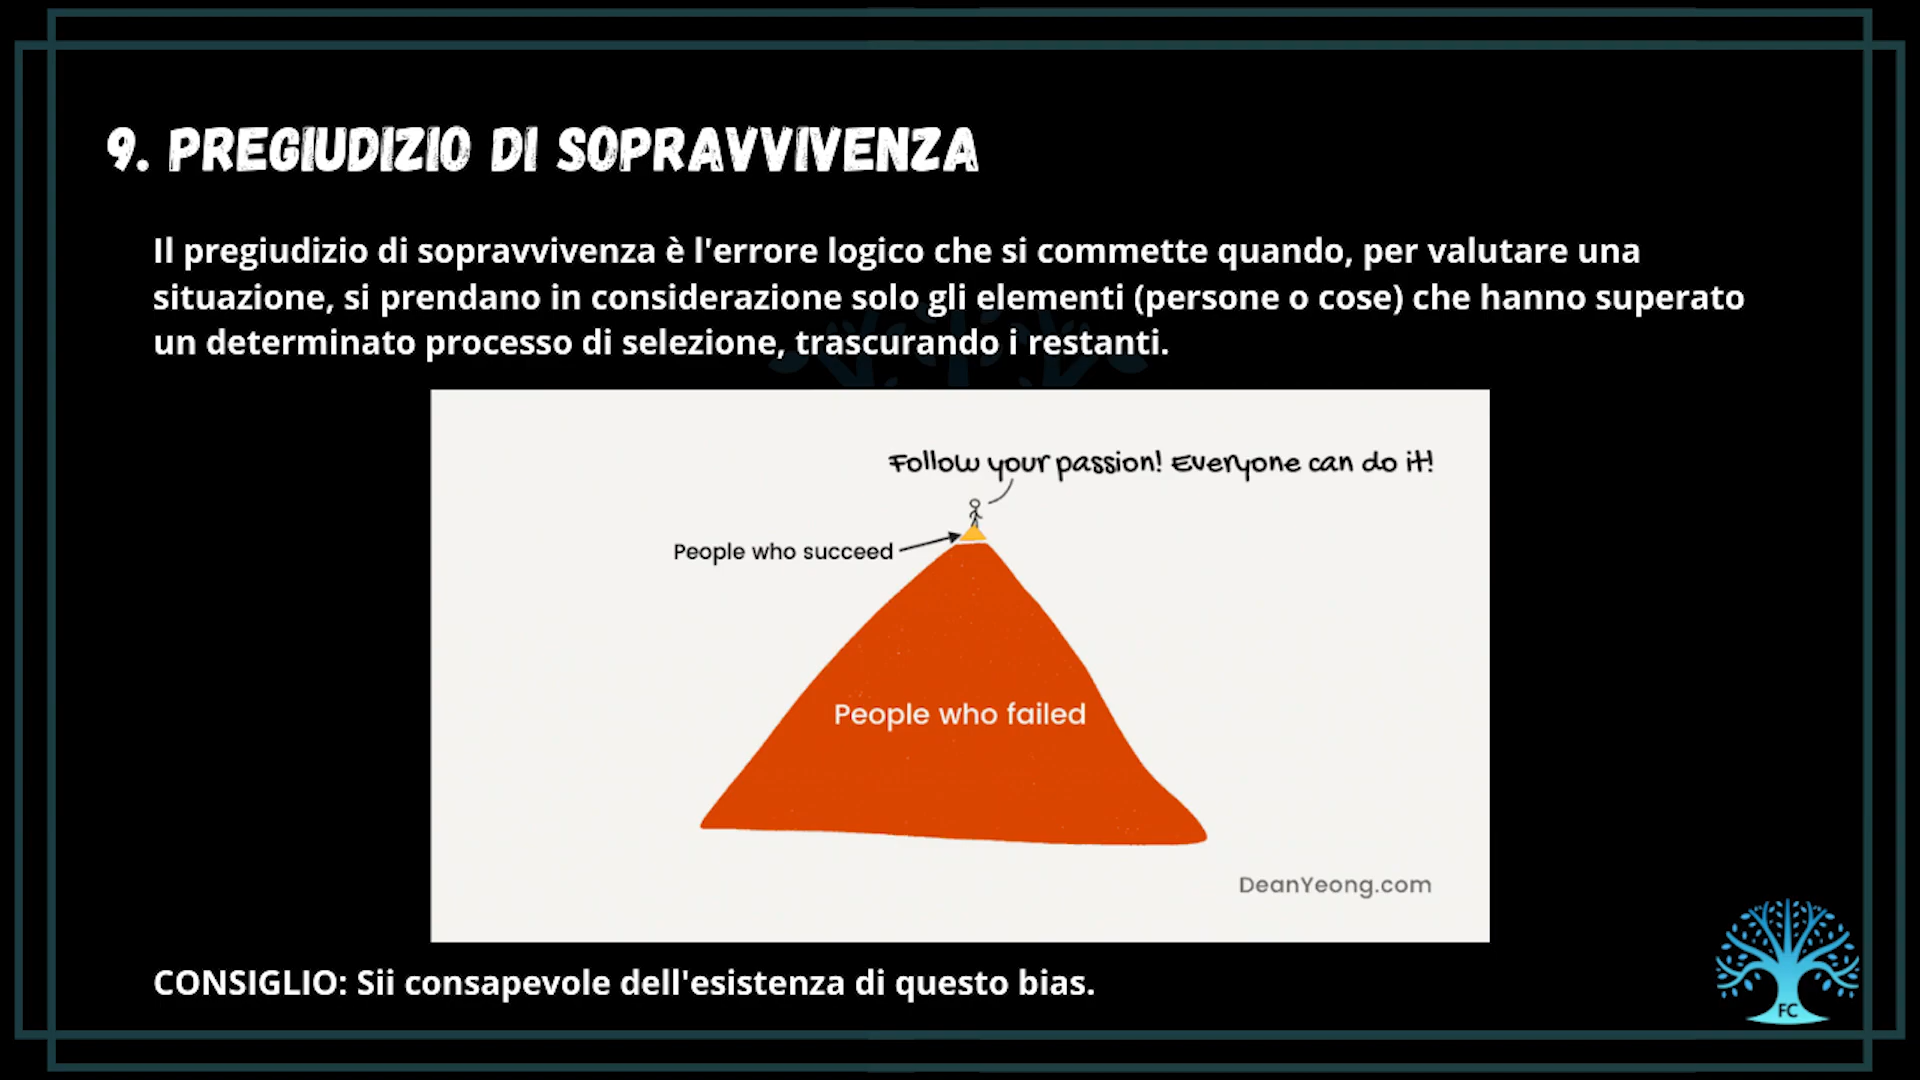 9. PREGIUDIZIO DI SOPRAVVIVENZA
Il pregiudizio di sopravvivenza è l'errore logico che si commette quando, per valutare una
situazione, si prendano in considerazione solo gli elementi (persone o cose) che hanno superato
un determinato processo di selezione, trascurando i restanti.
Follow your passion! Everyone can do it!
People who succeed
People who failed
DeanYeong.com
CONSIGLIO: Sii consapevole dell'esistenza di questo bias.
FC